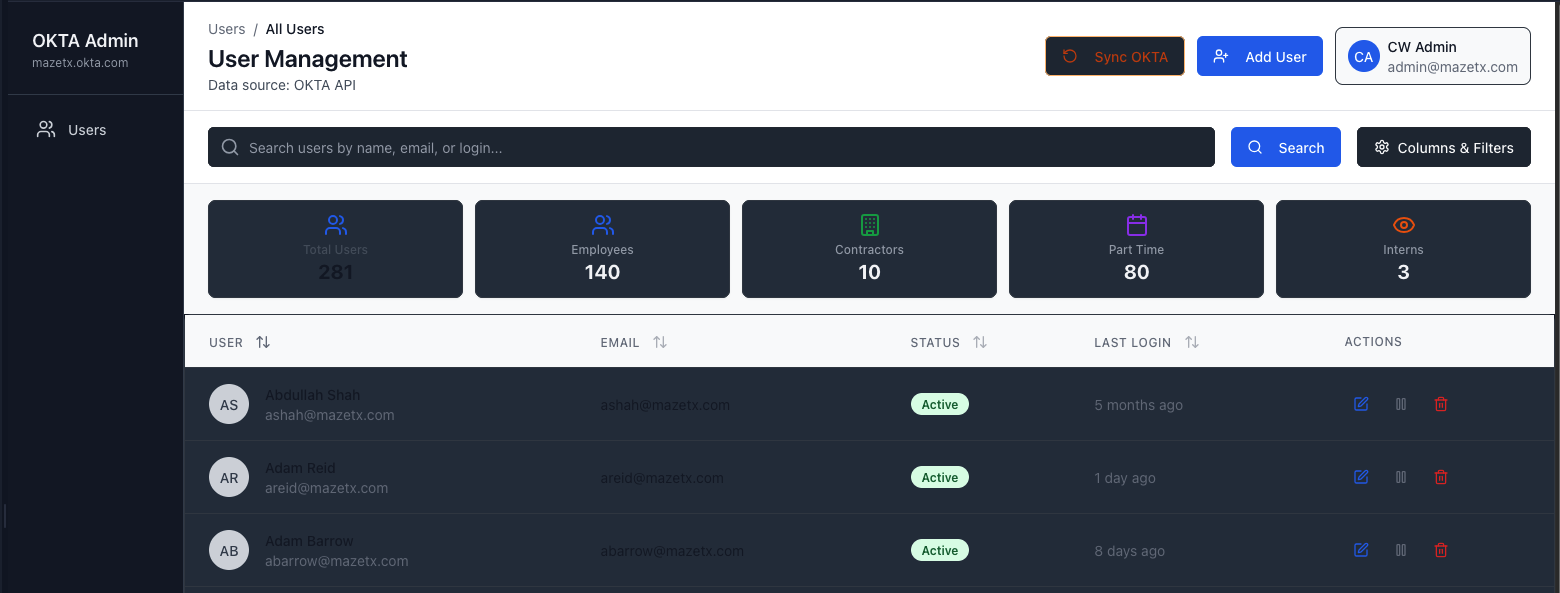 OKTA Admin
mazetx.okta.com
Users
Users / All Users
User Management
Data source: OKTA API
Sync OKTA
Add User
CA
CW Admin
admin@mazetx.com
Search users by name, email, or login...
Search
Columns & Filters
Total Users
281
Employees
140
Contractors
10
Part Time
80
Interns
3
USER EMAIL STATUS LAST LOGIN ACTIONS
AS
Abdullah Shah
ashah@mazetx.com
ashah@mazetx.com
Active
5 months ago
AR
Adam Reid
areid@mazetx.com
areid@mazetx.com
Active
1 day ago
AB
Adam Barrow
abarrow@mazetx.com
abarrow@mazetx.com
Active
8 days ago